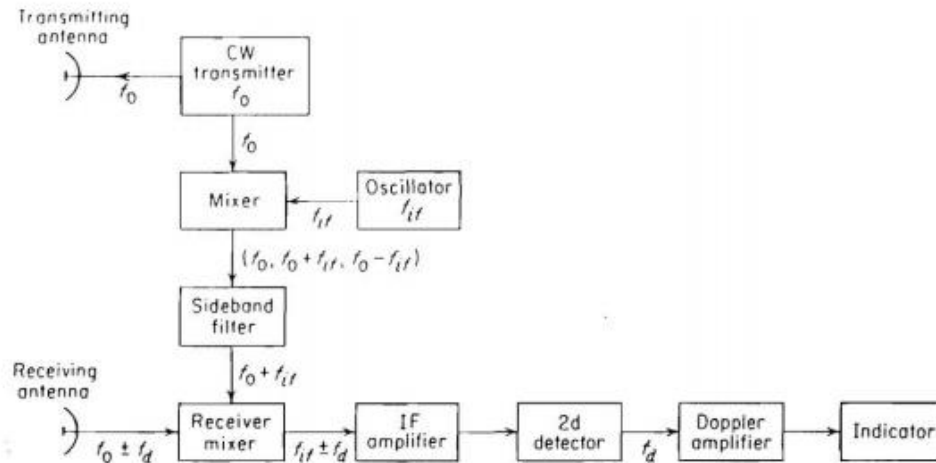 Transmitting
antenna
CW
transmitter
f0
f0
f0
Mixer
Oscillator
fif
fif
(f0, f0 + fif, f0 − fif)
Sideband
filter
f0 + fif
Receiving
antenna
f0 ± fd
Receiver
mixer
fif ± fd
IF
amplifier
2d
detector
fd
Doppler
amplifier
Indicator